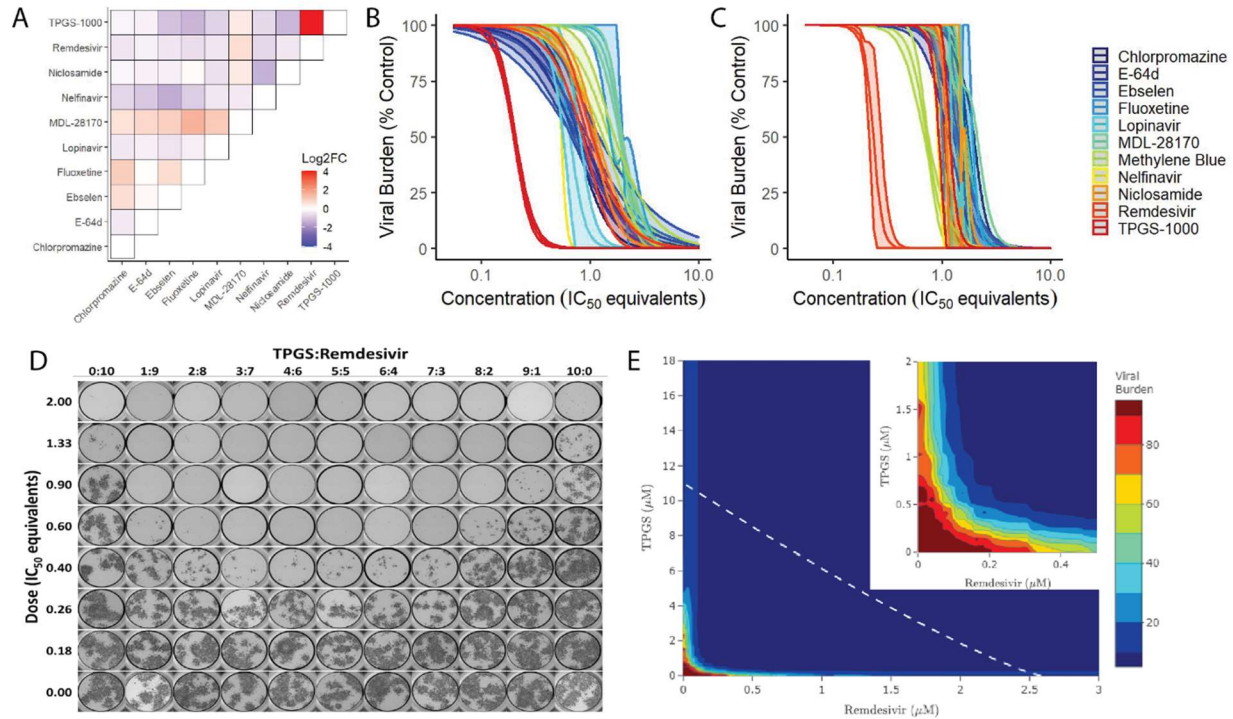 A
TPGS-1000
Remdesivir
Niclosamide
Nelfinavir
MDL-28170
Lopinavir
Fluoxetine
Ebselen
E-64d
Chlorpromazine
Log2FC
4
2
0
-2
-4
Chlorpromazine
E-64d
Ebselen
Fluoxetine
Lopinavir
MDL-28170
Nelfinavir
Niclosamide
Remdesivir
TPGS-1000
B
Viral Burden (% Control)
100
75
50
25
0
0.1
1.0
10.0
Concentration (IC50 equivalents)
C
Viral Burden (% Control)
100
75
50
25
0
0.1
1.0
10.0
Concentration (IC50 equivalents)
Chlorpromazine
E-64d
Ebselen
Fluoxetine
Lopinavir
MDL-28170
Methylene Blue
Nelfinavir
Niclosamide
Remdesivir
TPGS-1000
D
TPGS:Remdesivir
0:10 1:9 2:8 3:7 4:6 5:5 6:4 7:3 8:2 9:1 10:0
Dose (IC50 equivalents)
2.00
1.33
0.90
0.60
0.40
0.26
0.18
0.00
E
TPGS (μM)
18
16
14
12
10
8
6
4
2
0
0
0.5
1
1.5
2
2.5
3
Remdesivir (μM)
TPGS (μM)
2
1.5
1
0.5
0
0
0.2
0.4
Remdesivir (μM)
Viral
Burden
80
60
40
20